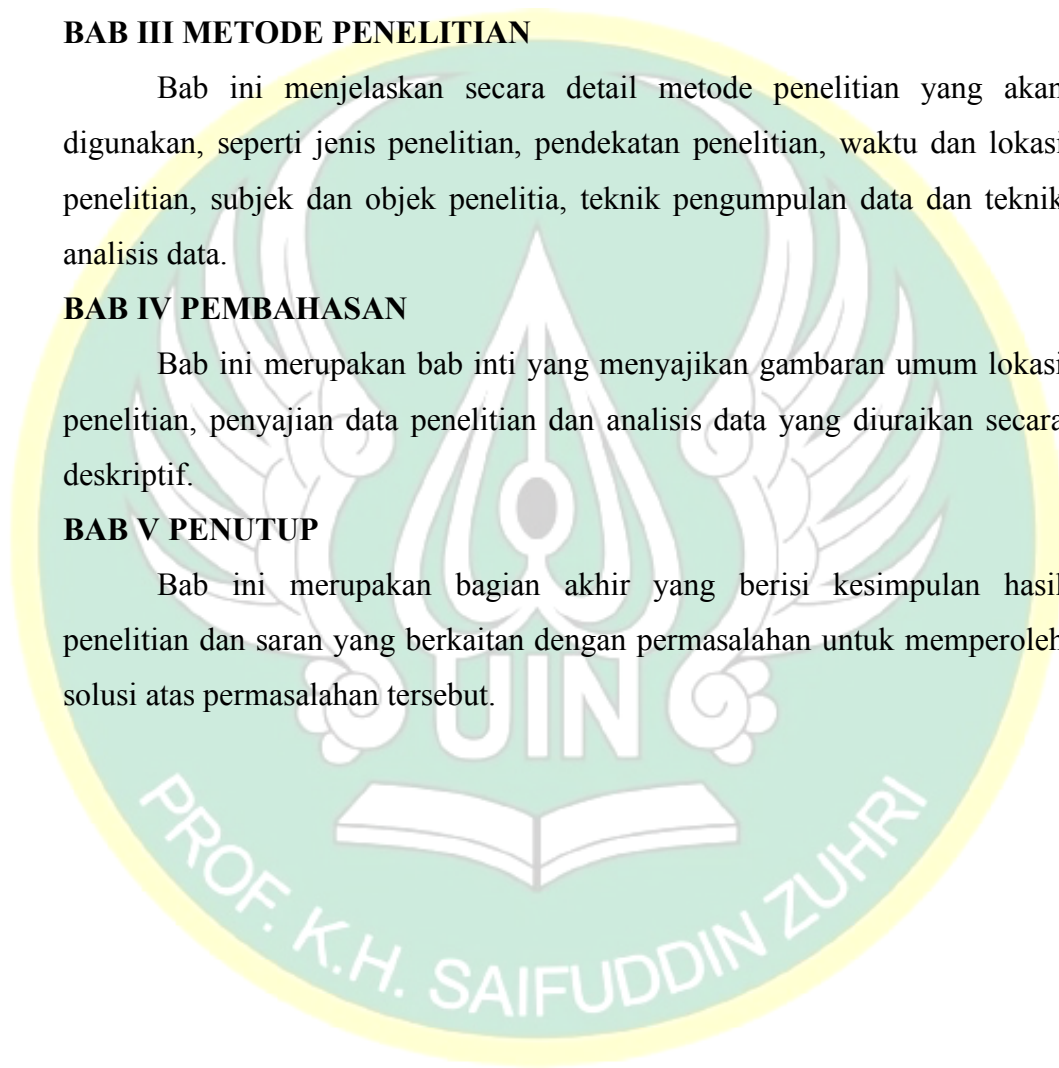 BAB III METODE PENELITIAN
Bab ini menjelaskan secara detail metode penelitian yang akan
digunakan, seperti jenis penelitian, pendekatan penelitian, waktu dan lokasi
penelitian, subjek dan objek penelitia, teknik pengumpulan data dan teknik
analisis data.
BAB IV PEMBAHASAN
Bab ini merupakan bab inti yang menyajikan gambaran umum lokasi
penelitian, penyajian data penelitian dan analisis data yang diuraikan secara
deskriptif.
BAB V PENUTUP
Bab ini merupakan bagian akhir yang berisi kesimpulan hasil
penelitian dan saran yang berkaitan dengan permasalahan untuk memperoleh
solusi atas permasalahan tersebut.
UIN
PROF. K.H. SAIFUDDIN ZUHRI